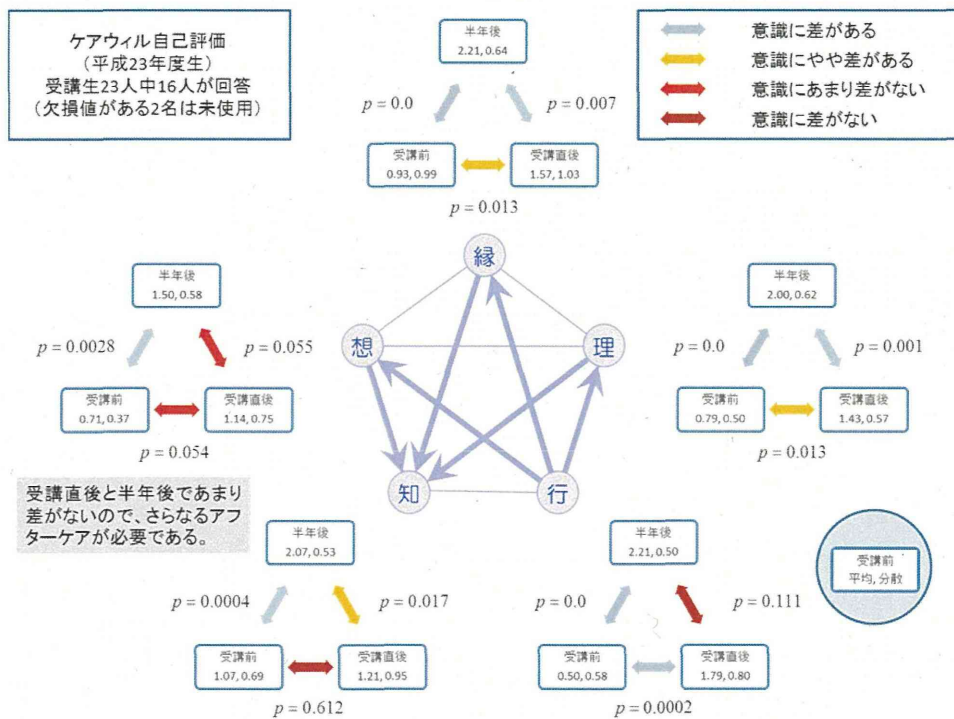 ケアウィル自己評価
(平成23年度生)
受講生23人中16人が回答
(欠損値がある2名は未使用)
意識に差がある
意識にやや差がある
意識にあまり差がない
意識に差がない
半年後
2.21, 0.64
p = 0.0
p = 0.007
受講前
0.93, 0.99
受講直後
1.57, 1.03
p = 0.013
半年後
1.50, 0.58
p = 0.0028
p = 0.055
受講前
0.71, 0.37
受講直後
1.14, 0.75
p = 0.054
縁
想
理
知
行
半年後
2.00, 0.62
p = 0.0
p = 0.001
受講前
0.79, 0.50
受講直後
1.43, 0.57
p = 0.013
受講直後と半年後であまり
差がないので、さらなるアフ
ターケアが必要である。
半年後
2.07, 0.53
p = 0.0004
p = 0.017
受講前
1.07, 0.69
受講直後
1.21, 0.95
p = 0.612
半年後
2.21, 0.50
p = 0.0
p = 0.111
受講前
0.50, 0.58
受講直後
1.79, 0.80
p = 0.0002
受講前
平均, 分散